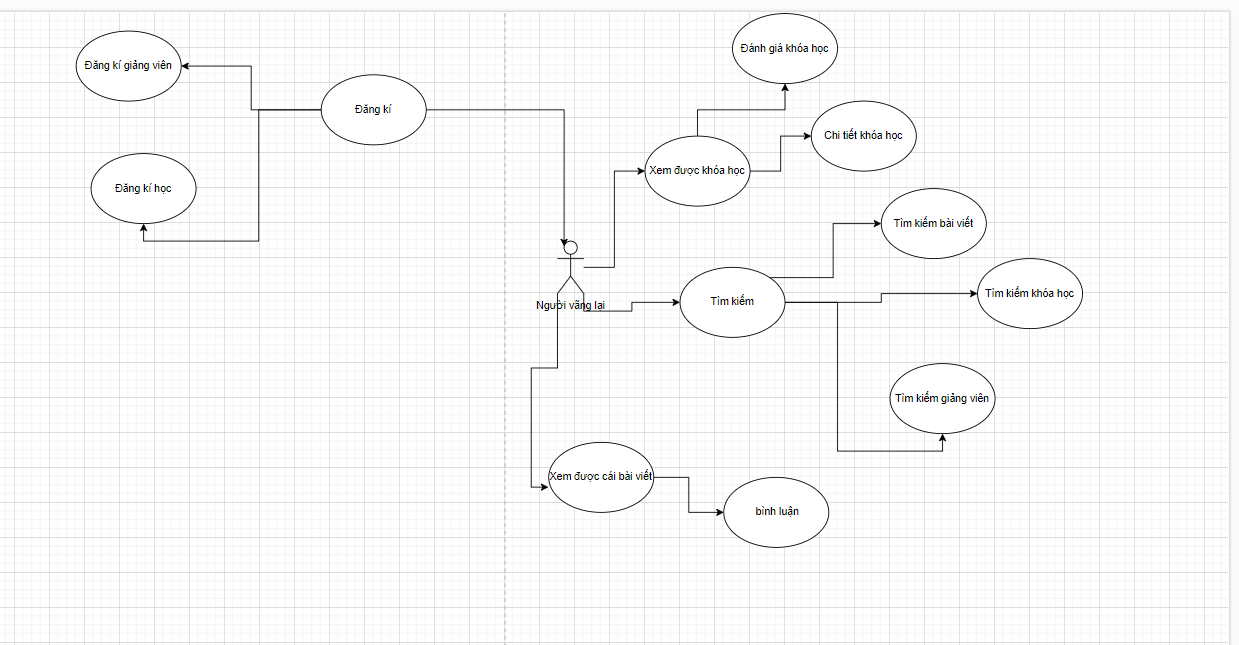 Đánh giá khóa học
Đăng kí giảng viên
Đăng kí
Chi tiết khóa học
Xem được khóa học
Đăng kí học
Tìm kiếm bài viết
Tìm kiếm khóa học
Tìm kiếm
Người vãng lại
Tìm kiếm giảng viên
Xem được cái bài viết
bình luận